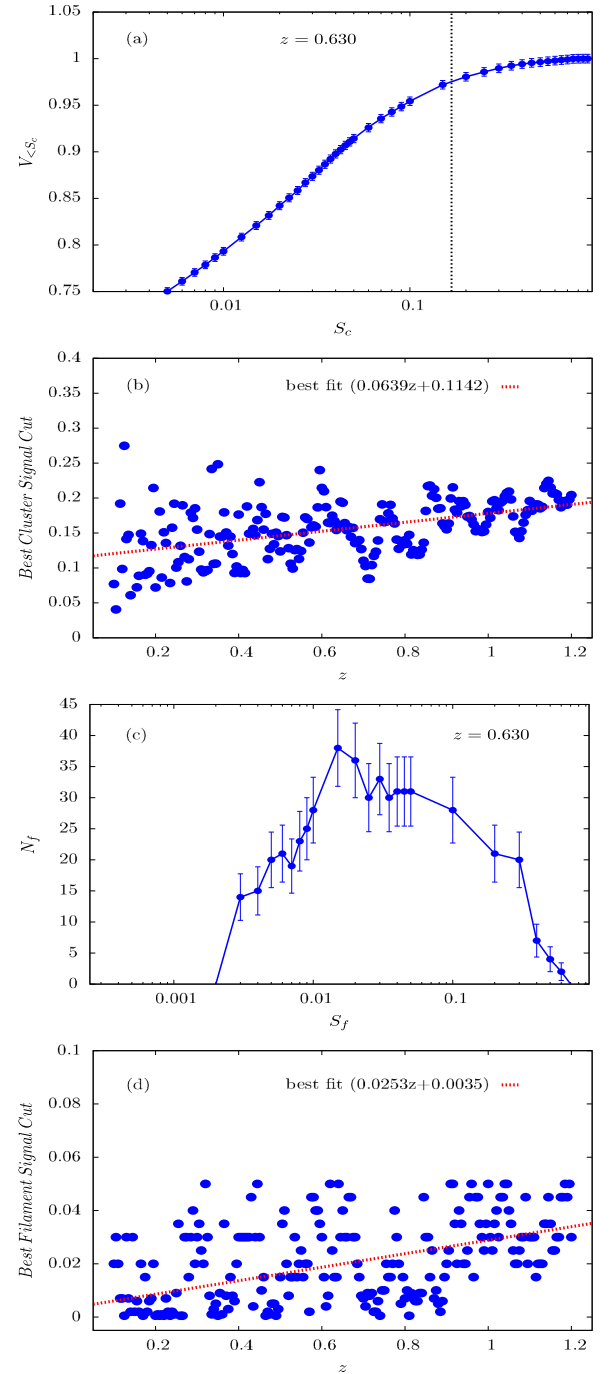 1.05
1
0.95
0.9
0.85
0.8
0.75
(a) z = 0.630
V<Sc
0.01 0.1
Sc
0.4
0.35
0.3
0.25
0.2
0.15
0.1
0.05
0
(b) best fit (0.0639z+0.1142)
Best Cluster Signal Cut
0.2 0.4 0.6 0.8 1 1.2
z
45
40
35
30
25
20
15
10
5
0
(c) z = 0.630
Nf
0.001 0.01 0.1
Sf
0.1
0.08
0.06
0.04
0.02
0
(d) best fit (0.0253z+0.0035)
Best Filament Signal Cut
0.2 0.4 0.6 0.8 1 1.2
z